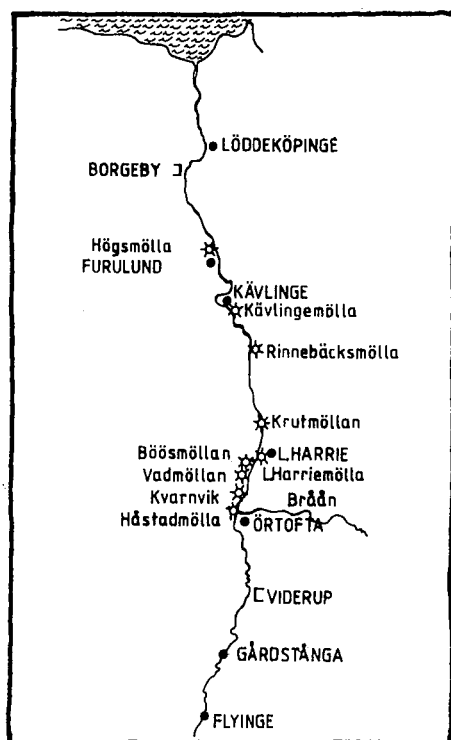 LÖDDEKÖPINGE
BORGEBY
Högsmölla
FURULUND
KÄVLINGE
Kävlingemölla
Rinnebäcksmölla
Krutmöllan
Böösmöllan
L.HARRIE
Vadmöllan
L.Harriemölla
Kvarnvik
Bråån
Håstadmölla
ÖRTOFTA
VIDERUP
GÅRDSTÅNGA
FLYINGE